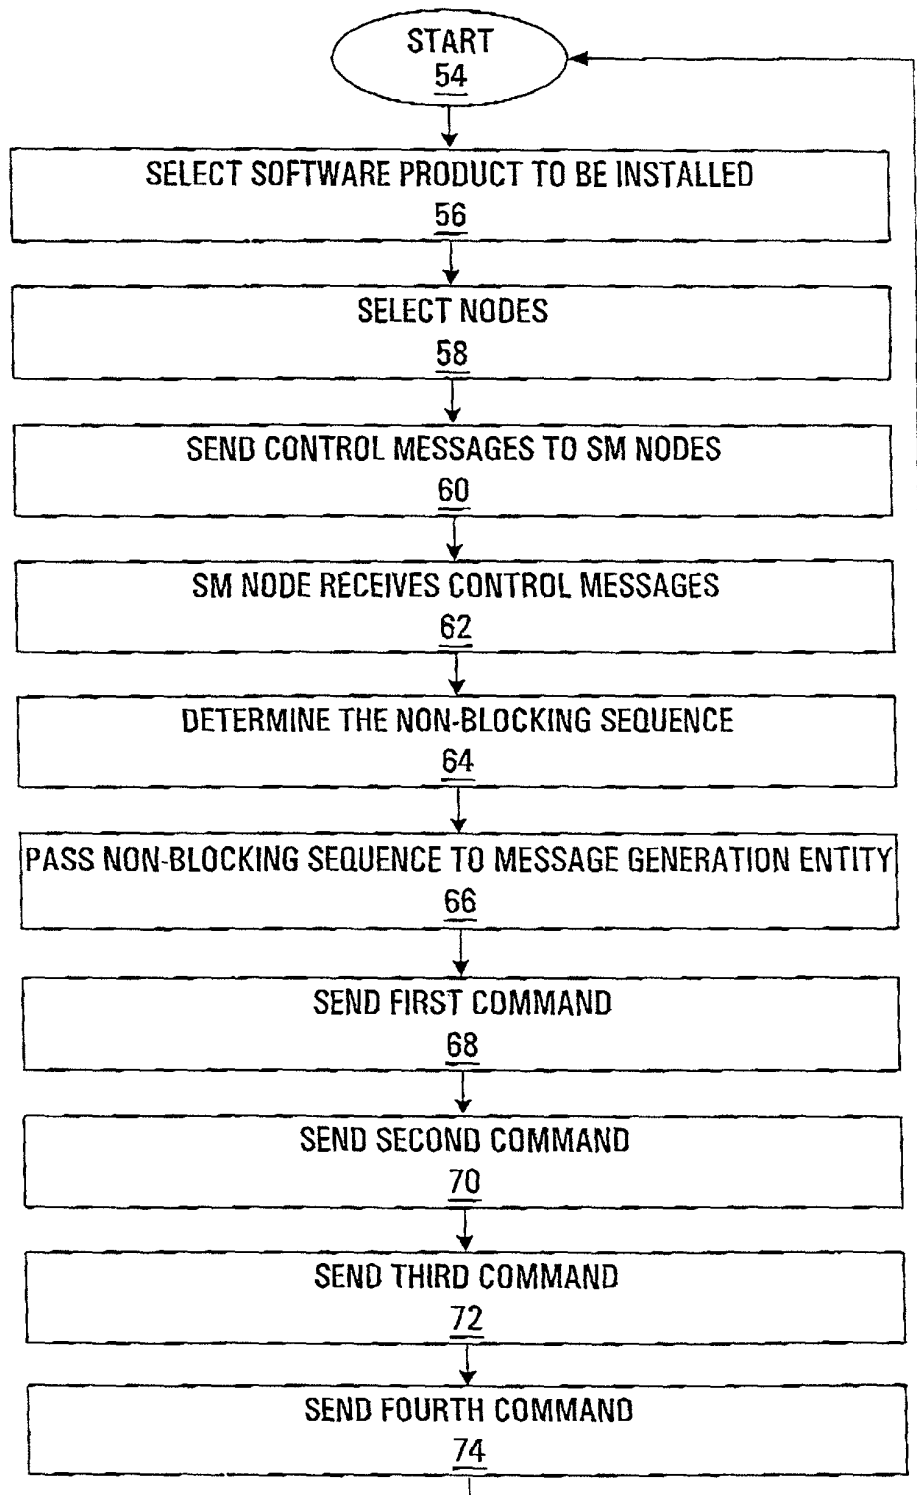 START
54
SELECT SOFTWARE PRODUCT TO BE INSTALLED
56
SELECT NODES
58
SEND CONTROL MESSAGES TO SM NODES
60
SM NODE RECEIVES CONTROL MESSAGES
62
DETERMINE THE NON-BLOCKING SEQUENCE
64
PASS NON-BLOCKING SEQUENCE TO MESSAGE GENERATION ENTITY
66
SEND FIRST COMMAND
68
SEND SECOND COMMAND
70
SEND THIRD COMMAND
72
SEND FOURTH COMMAND
74